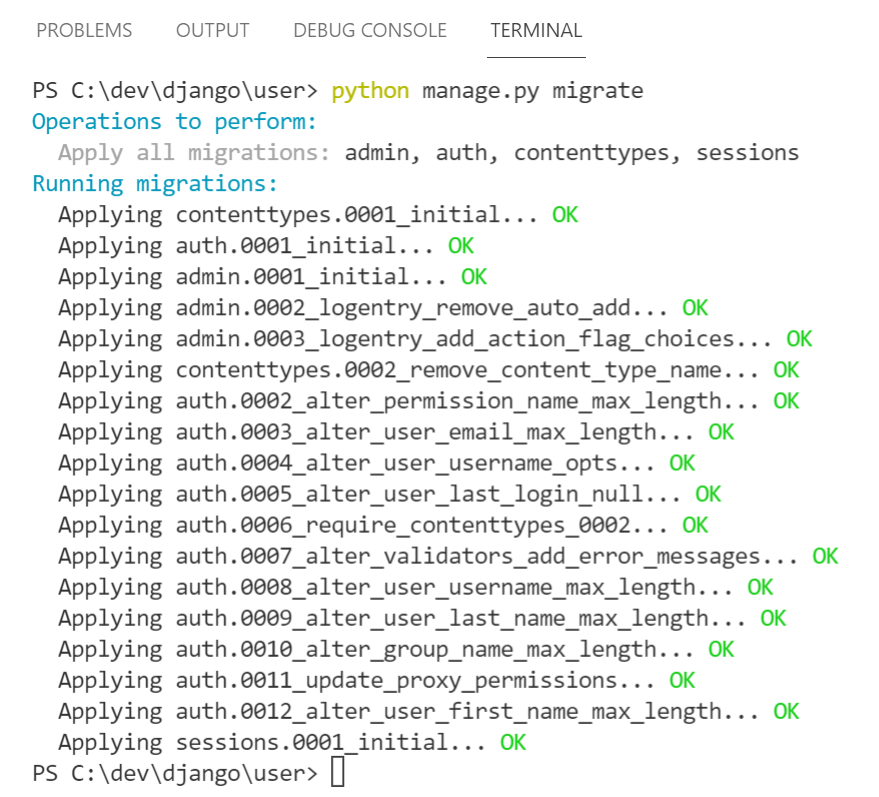 PROBLEMS OUTPUT DEBUG CONSOLE TERMINAL
PS C:\dev\django\user> python manage.py migrate
Operations to perform:
  Apply all migrations: admin, auth, contenttypes, sessions
Running migrations:
  Applying contenttypes.0001_initial... OK
  Applying auth.0001_initial... OK
  Applying admin.0001_initial... OK
  Applying admin.0002_logentry_remove_auto_add... OK
  Applying admin.0003_logentry_add_action_flag_choices... OK
  Applying contenttypes.0002_remove_content_type_name... OK
  Applying auth.0002_alter_permission_name_max_length... OK
  Applying auth.0003_alter_user_email_max_length... OK
  Applying auth.0004_alter_user_username_opts... OK
  Applying auth.0005_alter_user_last_login_null... OK
  Applying auth.0006_require_contenttypes_0002... OK
  Applying auth.0007_alter_validators_add_error_messages... OK
  Applying auth.0008_alter_user_username_max_length... OK
  Applying auth.0009_alter_user_last_name_max_length... OK
  Applying auth.0010_alter_group_name_max_length... OK
  Applying auth.0011_update_proxy_permissions... OK
  Applying auth.0012_alter_user_first_name_max_length... OK
  Applying sessions.0001_initial... OK
PS C:\dev\django\user>